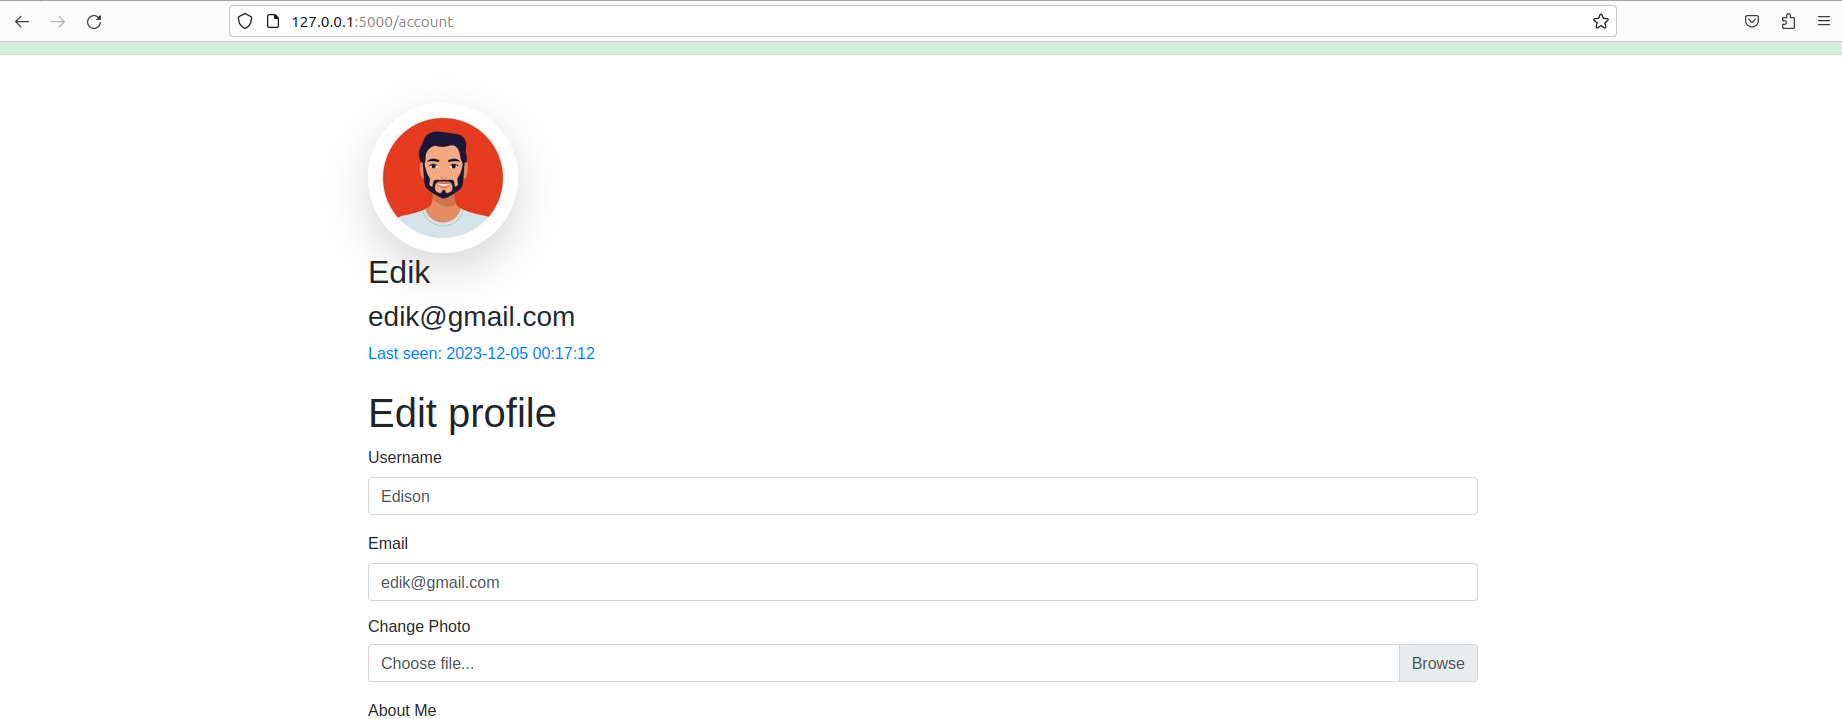 127.0.0.1:5000/account
Edik
edik@gmail.com
Last seen: 2023-12-05 00:17:12
Edit profile
Username
Edison
Email
edik@gmail.com
Change Photo
Choose file... Browse
About Me